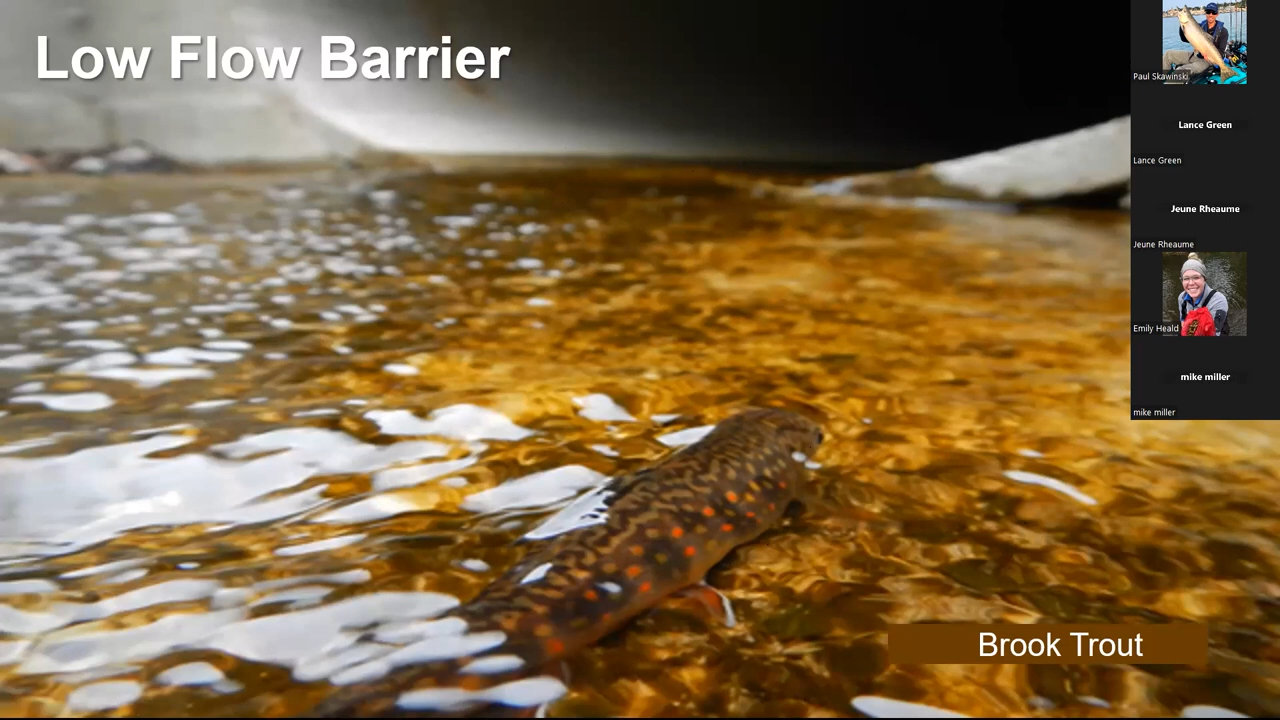 Low Flow Barrier
Brook Trout
Paul Skawinski
Lance Green
Lance Green
Jeune Rheaume
Jeune Rheaume
Emily Heald
mike miller
mike miller